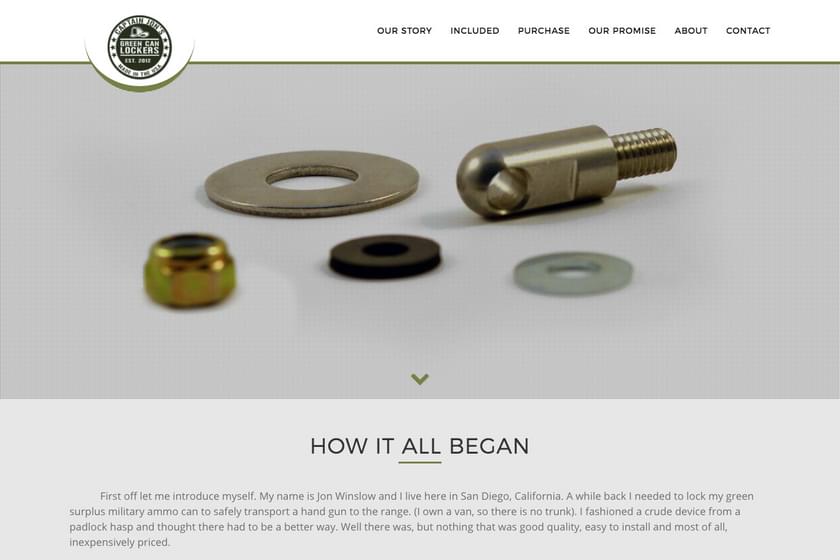 CAPTAIN JON'S
GREEN CAN
LOCKERS
EST. 2012
MADE IN THE USA
OUR STORY INCLUDED PURCHASE OUR PROMISE ABOUT CONTACT
HOW IT ALL BEGAN
First off let me introduce myself. My name is Jon Winslow and I live here in San Diego, California. A while back I needed to lock my green
surplus military ammo can to safely transport a hand gun to the range. (I own a van, so there is no trunk). I fashioned a crude device from a
padlock hasp and thought there had to be a better way. Well there was, but nothing that was good quality, easy to install and most of all,
inexpensively priced.